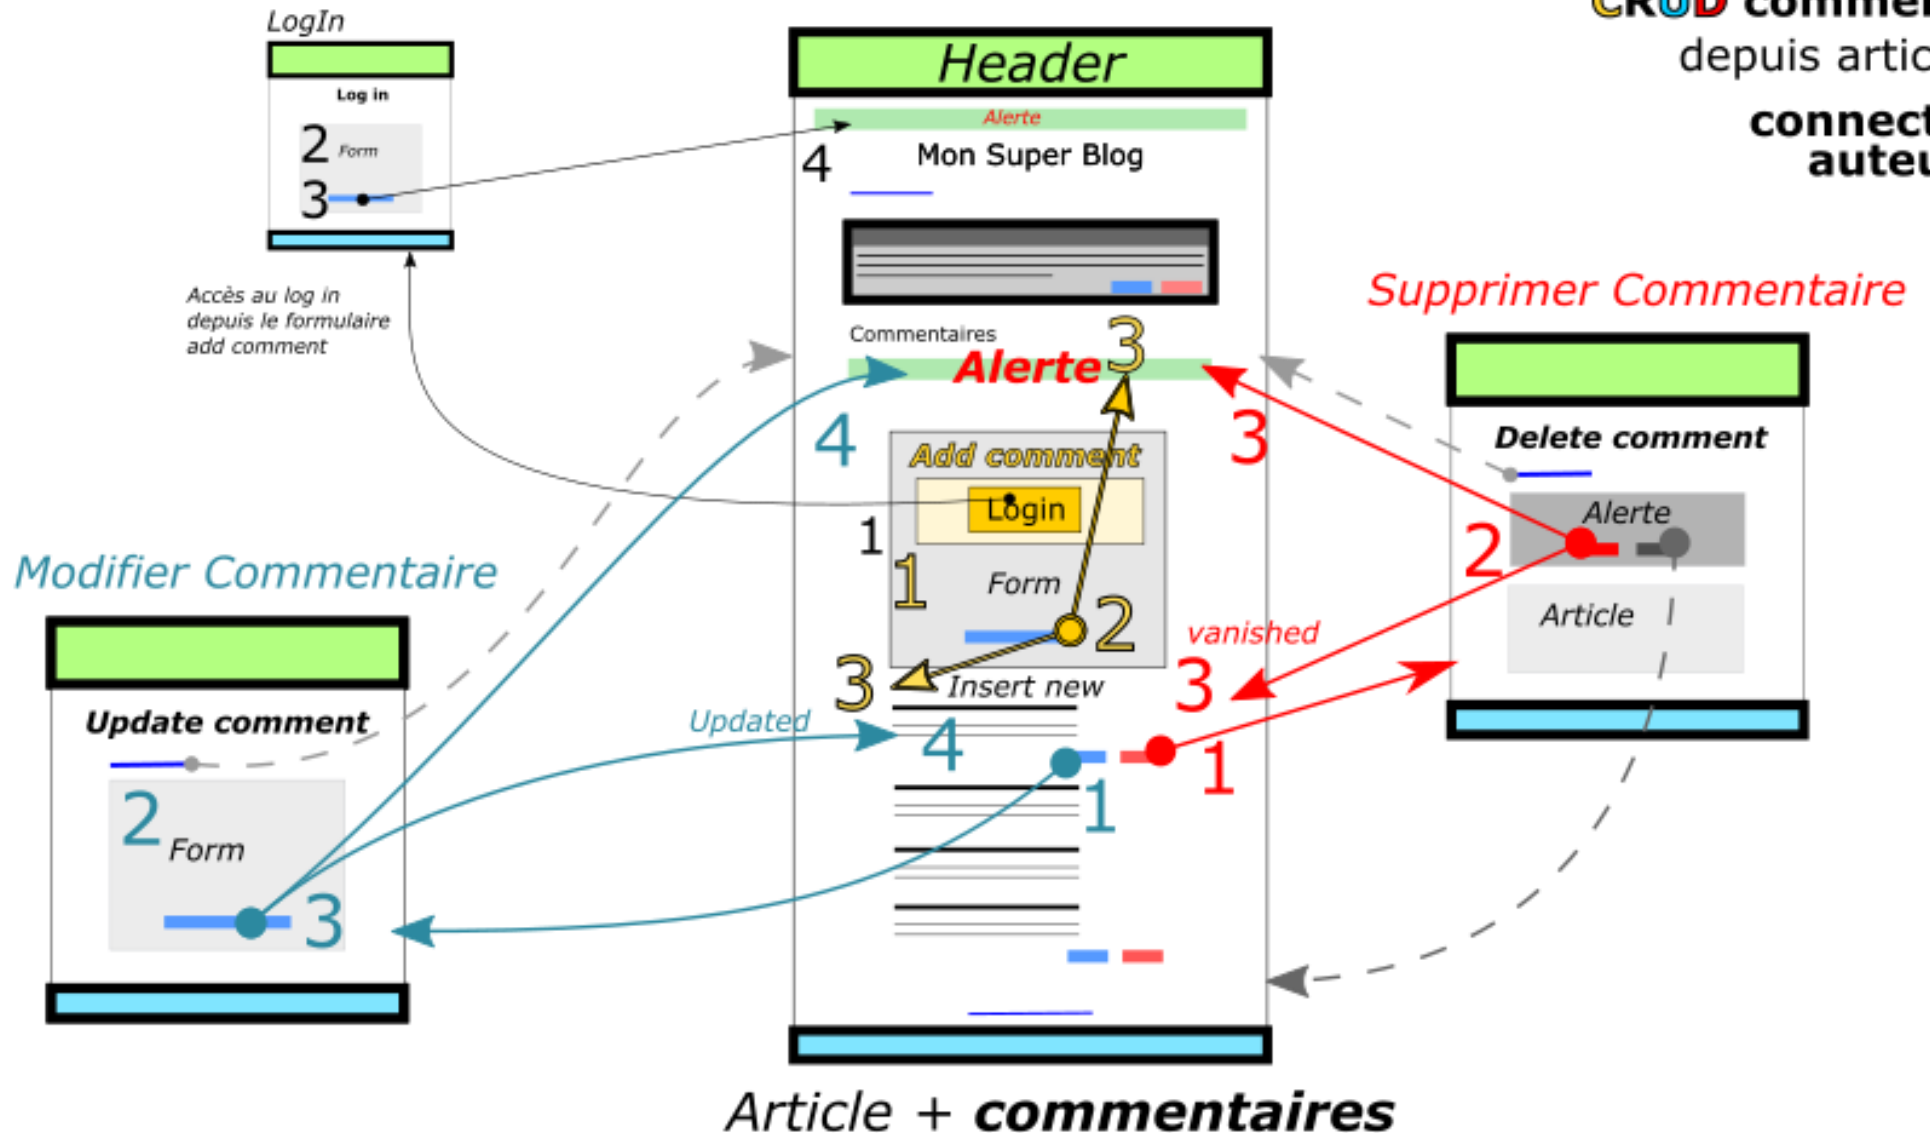 LogIn
Log in
2
Form
3
Accès au log in
depuis le formulaire
add comment
Header
Alerte
4
Mon Super Blog
Commentaires
3
Alerte
4
Add comment
Login
1
1
Form
2
3
Insert new
Updated
4
1
CRUD
depuis
Supprimer Commentaire
Delete comment
3
Alerte
2
Article
vanished
3
1
Modifier Commentaire
Update comment
2
Form
3
Article + commentaires